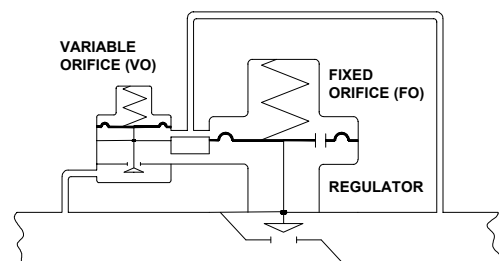 VARIABLE
ORIFICE (VO)
FIXED
ORIFICE (FO)
REGULATOR